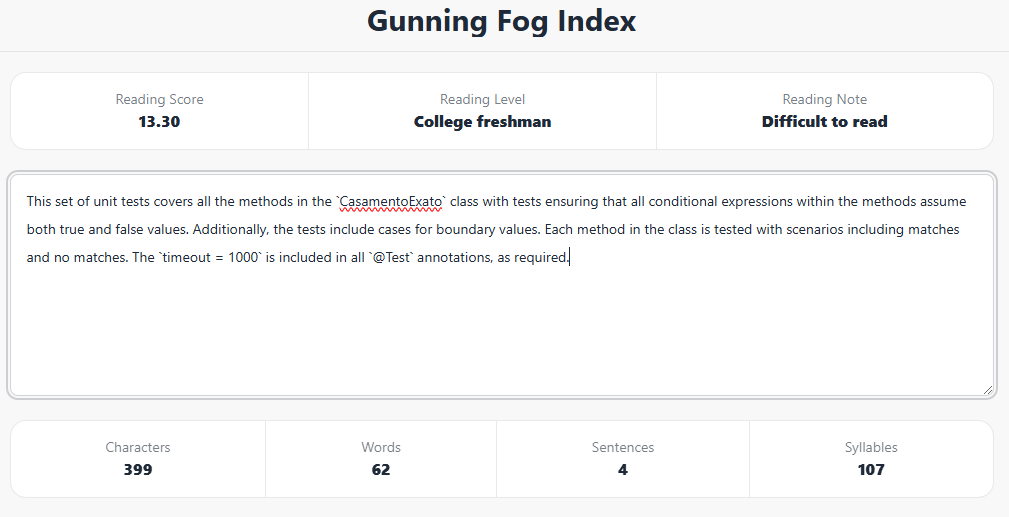 Gunning Fog Index
Reading Score
13.30
Reading Level
College freshman
Reading Note
Difficult to read
This set of unit tests covers all the methods in the `CasamentoExato` class with tests ensuring that all conditional expressions within the methods assume
both true and false values. Additionally, the tests include cases for boundary values. Each method in the class is tested with scenarios including matches
and no matches. The `timeout = 1000` is included in all `@Test` annotations, as required.
Characters
399
Words
62
Sentences
4
Syllables
107